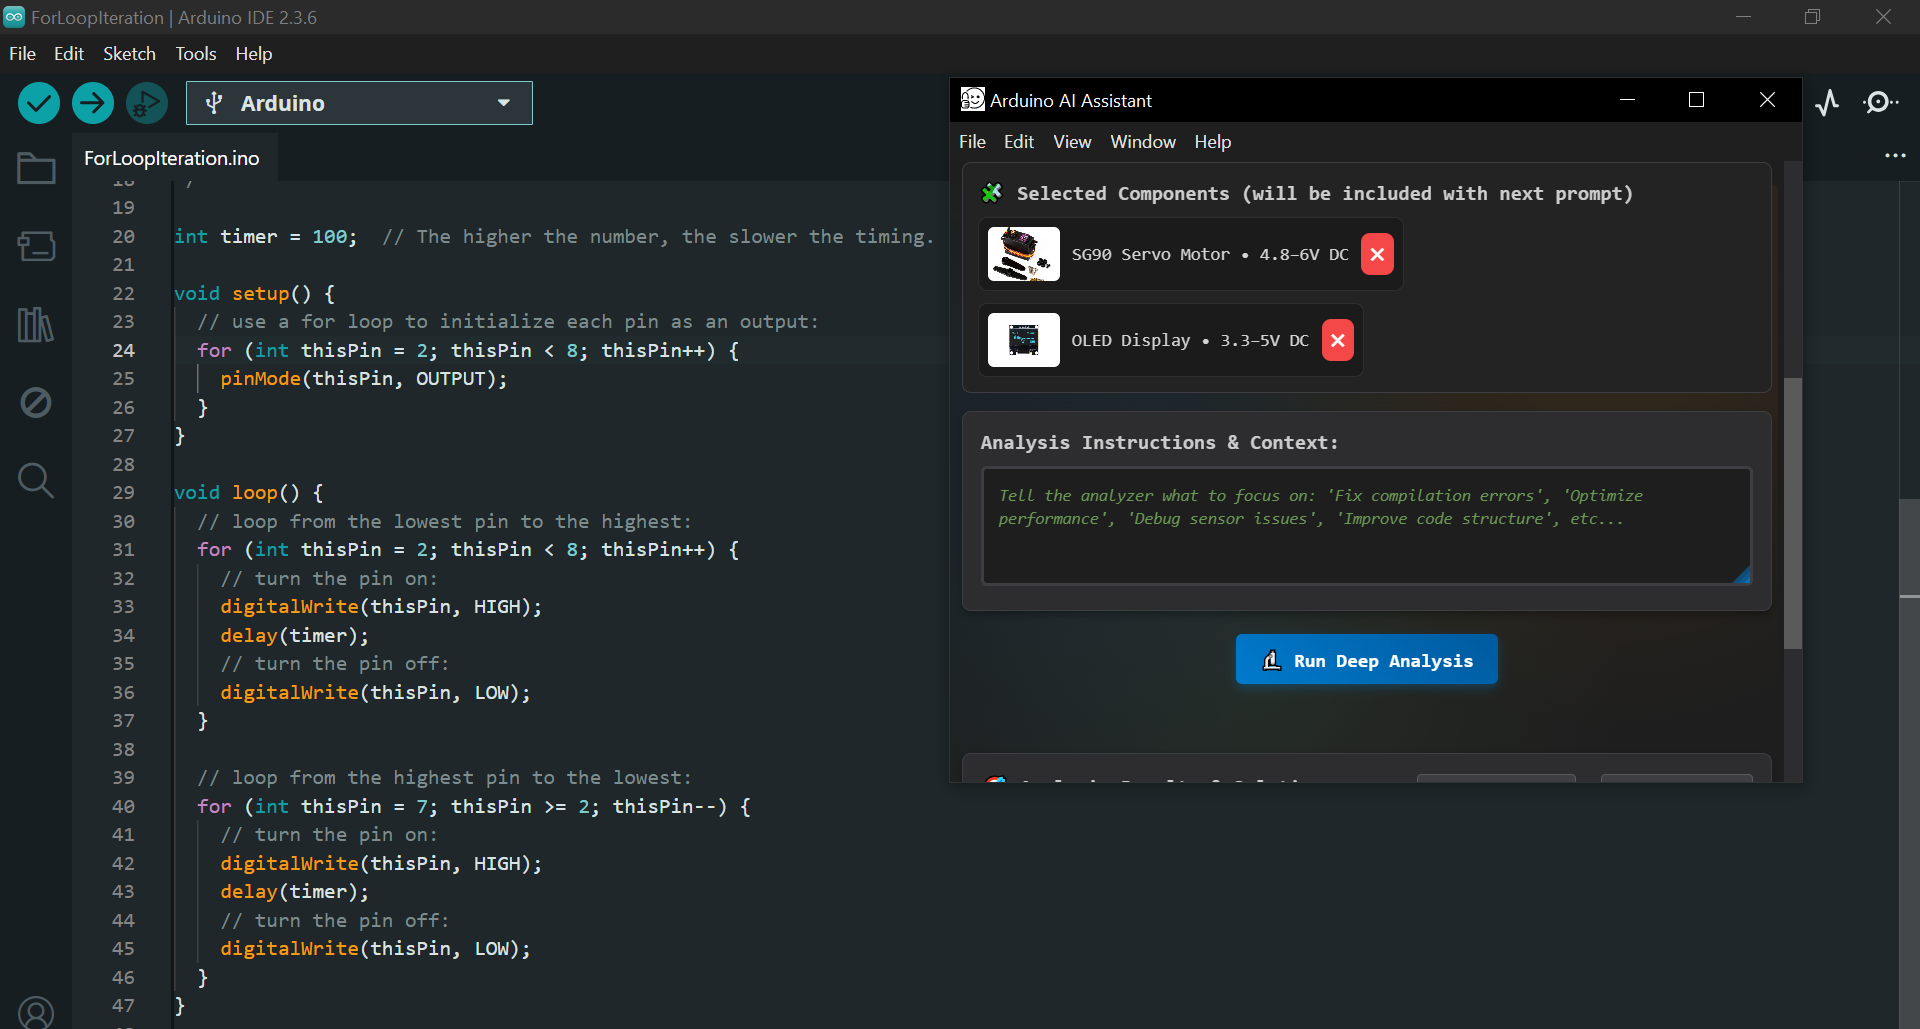 ForLoopIteration | Arduino IDE 2.3.6
File Edit Sketch Tools Help
Arduino
ForLoopIteration.ino
19
20 int timer = 100;  // The higher the number, the slower the timing.
21
22 void setup() {
23 // use a for loop to initialize each pin as an output:
24 for (int thisPin = 2; thisPin < 8; thisPin++) {
25 pinMode(thisPin, OUTPUT);
26 }
27 }
28
29 void loop() {
30 // loop from the lowest pin to the highest:
31 for (int thisPin = 2; thisPin < 8; thisPin++) {
32 // turn the pin on:
33 digitalWrite(thisPin, HIGH);
34 delay(timer);
35 // turn the pin off:
36 digitalWrite(thisPin, LOW);
37 }
38
39 // loop from the highest pin to the lowest:
40 for (int thisPin = 7; thisPin >= 2; thisPin--) {
41 // turn the pin on:
42 digitalWrite(thisPin, HIGH);
43 delay(timer);
44 // turn the pin off:
45 digitalWrite(thisPin, LOW);
46 }
47 }
Arduino AI Assistant
File Edit View Window Help
Selected Components (will be included with next prompt)
SG90 Servo Motor • 4.8–6V DC
OLED Display • 3.3–5V DC
Analysis Instructions & Context:
Tell the analyzer what to focus on: 'Fix compilation errors', 'Optimize
performance', 'Debug sensor issues', 'Improve code structure', etc...
Run Deep Analysis